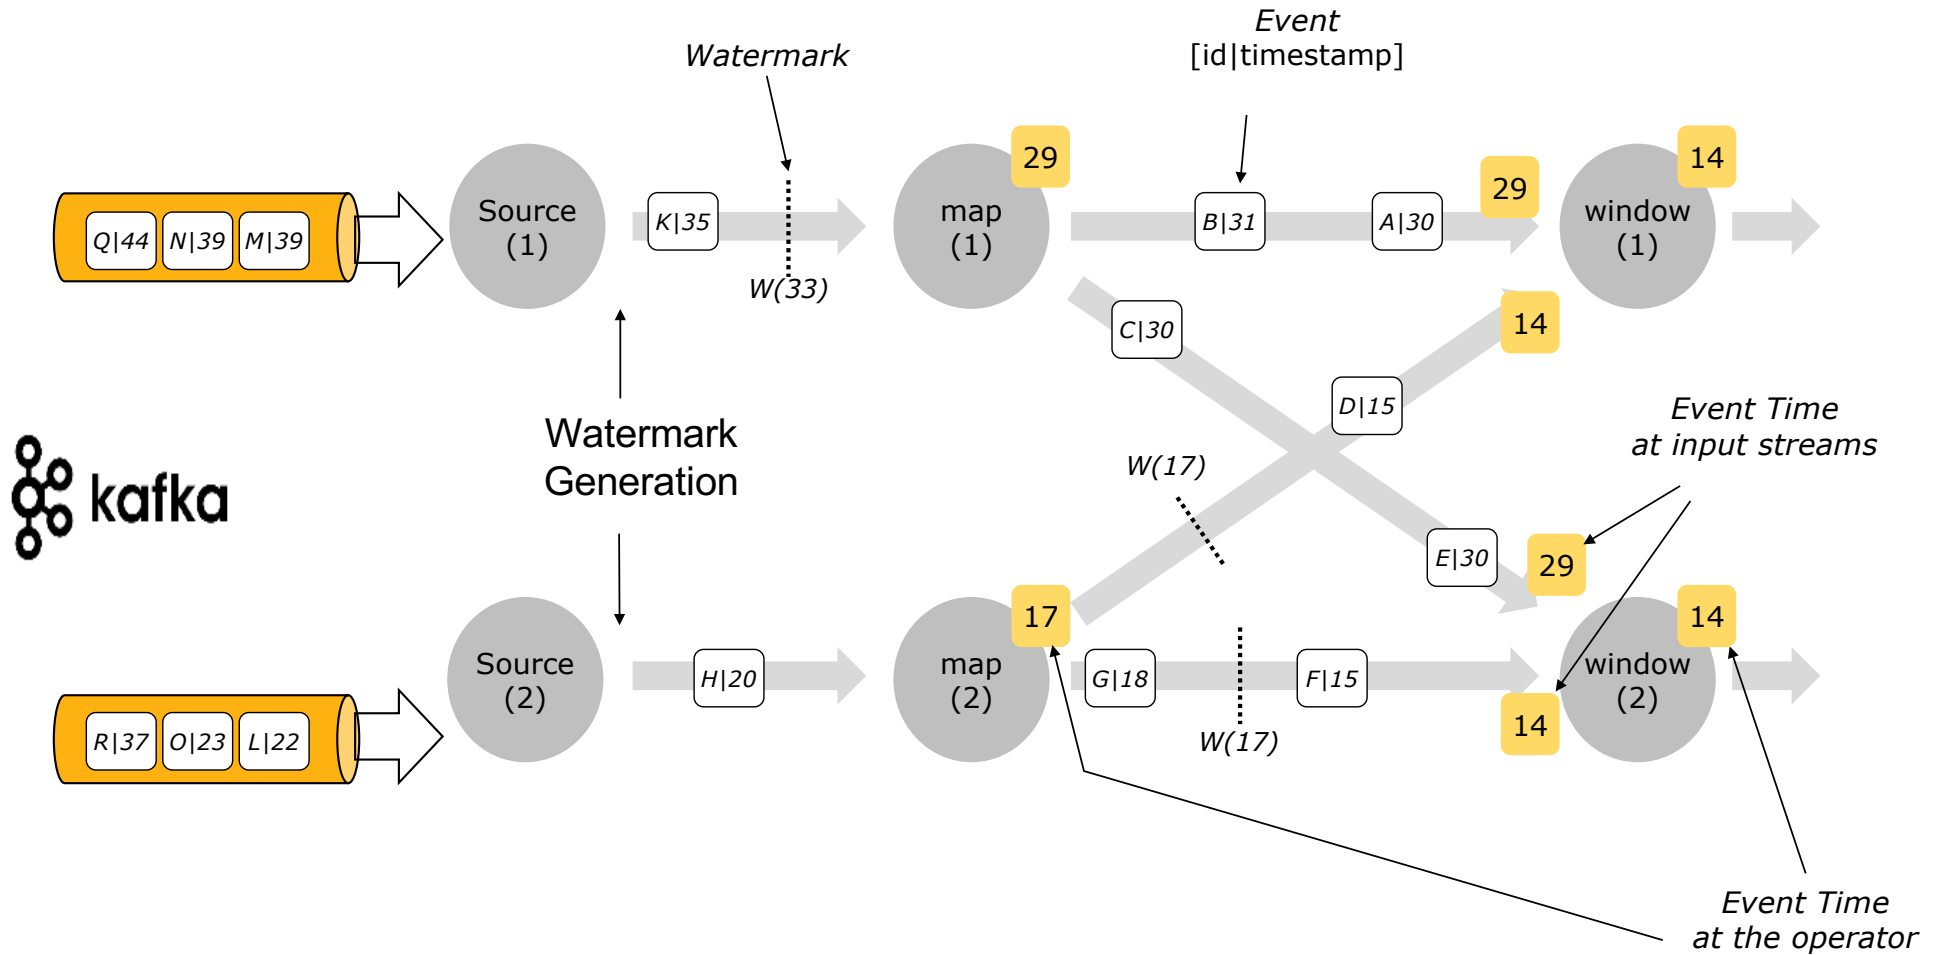 Event
[id|timestamp]
Watermark
29
14
29
Source
(1)
map
(1)
window
(1)
Q|44
N|39
M|39
K|35
B|31
A|30
W(33)
C|30
14
D|15
Event Time
at input streams
Watermark
Generation
W(17)
kafka
E|30
29
17
14
Source
(2)
map
(2)
window
(2)
H|20
G|18
F|15
14
R|37
O|23
L|22
W(17)
Event Time
at the operator